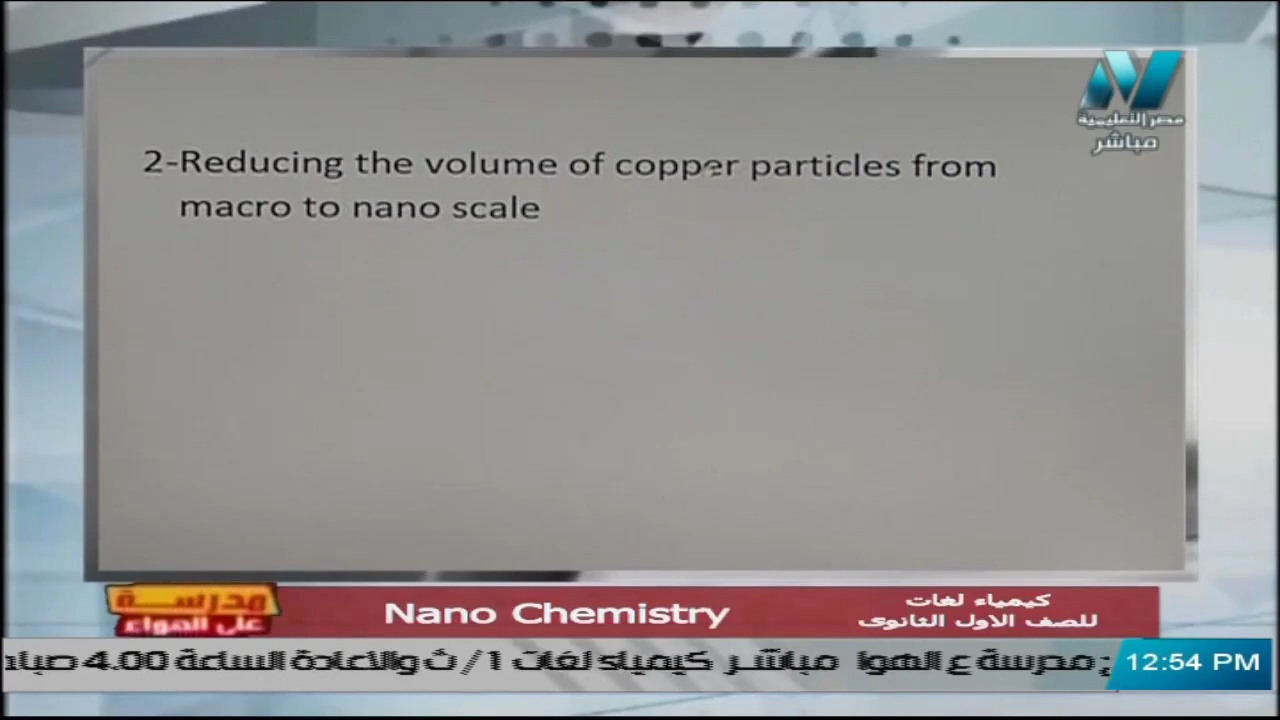 مصر التعليمية
مباشر
2-Reducing the volume of copper particles from
macro to nano scale
مدرسة
على الهواء
Nano Chemistry
كيمياء لغات
للصف الاول الثانوى
مدرسة ع الهوا مباشر كيمياء لغات 1/ ث والاعادة الساعة 4.00
12:54 PM